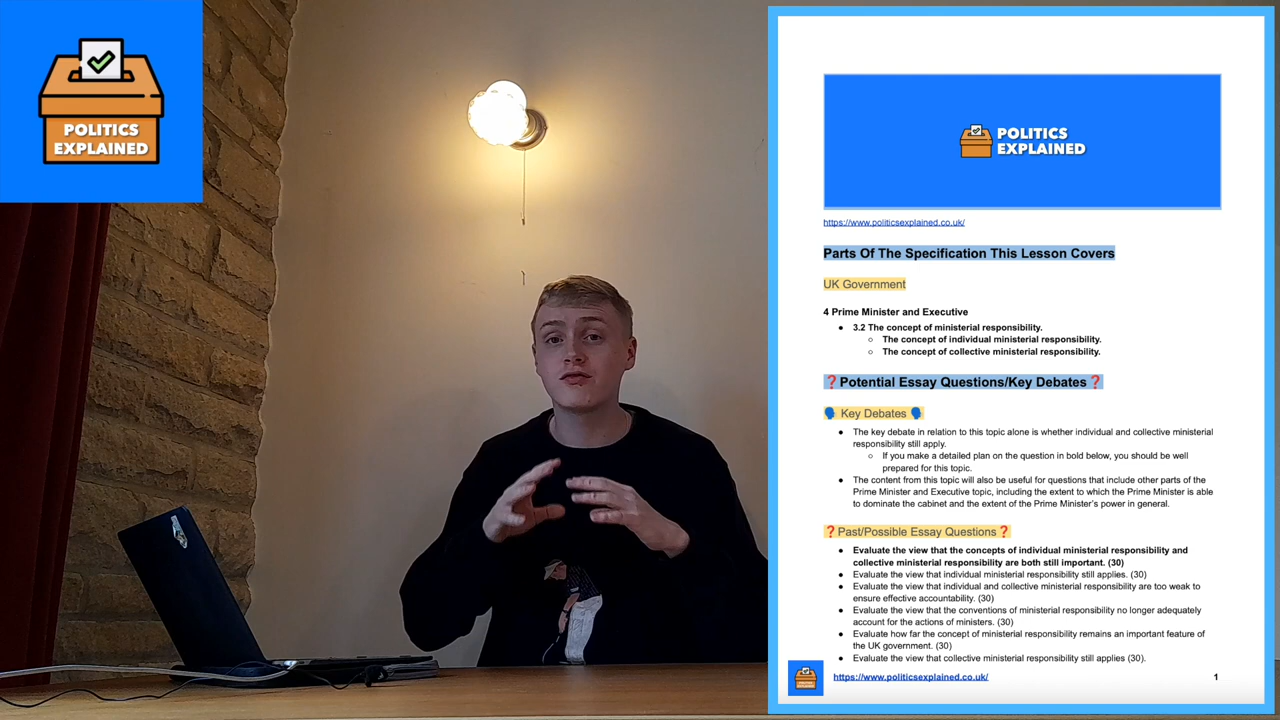 POLITICS
EXPLAINED
POLITICS
EXPLAINED
https://www.politicsexplained.co.uk/
Parts Of The Specification This Lesson Covers
UK Government
4 Prime Minister and Executive
● 3.2 The concept of ministerial responsibility.
○ The concept of individual ministerial responsibility.
○ The concept of collective ministerial responsibility.
❓Potential Essay Questions/Key Debates❓
🗣 Key Debates 🗣
● The key debate in relation to this topic alone is whether individual and collective ministerial
responsibility still apply.
○ If you make a detailed plan on the question in bold below, you should be well
prepared for this topic.
● The content from this topic will also be useful for questions that include other parts of the
Prime Minister and Executive topic, including the extent to which the Prime Minister is able
to dominate the cabinet and the extent of the Prime Minister's power in general.
❓Past/Possible Essay Questions❓
● Evaluate the view that the concepts of individual ministerial responsibility and
collective ministerial responsibility are both still important. (30)
● Evaluate the view that individual ministerial responsibility still applies. (30)
● Evaluate the view that individual and collective ministerial responsibility are too weak to
ensure effective accountability. (30)
● Evaluate the view that the conventions of ministerial responsibility no longer adequately
account for the actions of ministers. (30)
● Evaluate how far the concept of ministerial responsibility remains an important feature of
the UK government. (30)
● Evaluate the view that collective ministerial responsibility still applies (30).
https://www.politicsexplained.co.uk/
1